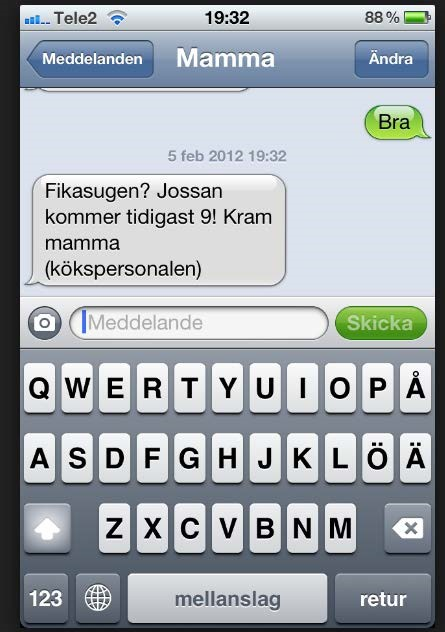 Tele2 19:32 88 %
Meddelanden Mamma Ändra
Bra
5 feb 2012 19:32
Fikasugen? Jossan
kommer tidigast 9! Kram
mamma
(kökspersonalen)
Meddelande Skicka
Q W E R T Y U I O P Å
A S D F G H J K L Ö Ä
Z X C V B N M
123 mellanslag retur